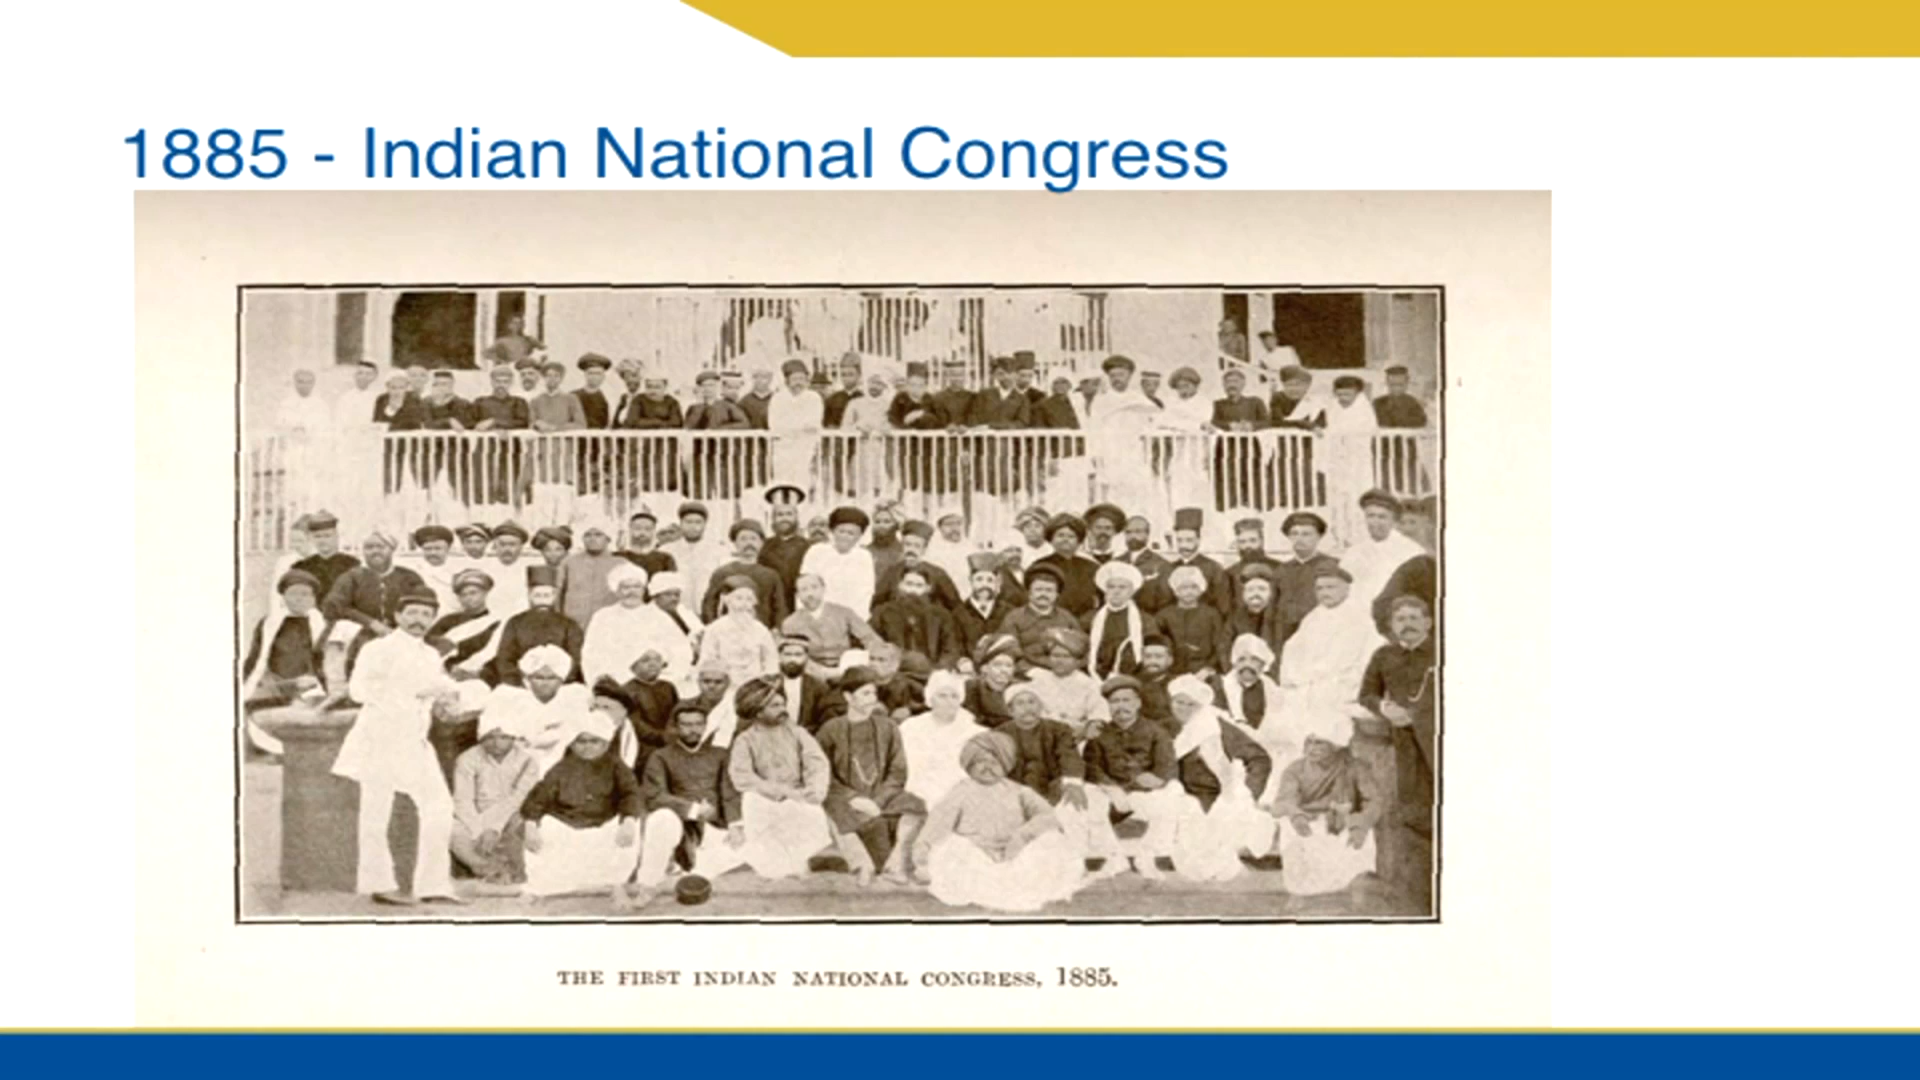 1885 - Indian National Congress
THE FIRST INDIAN NATIONAL CONGRESS, 1885.